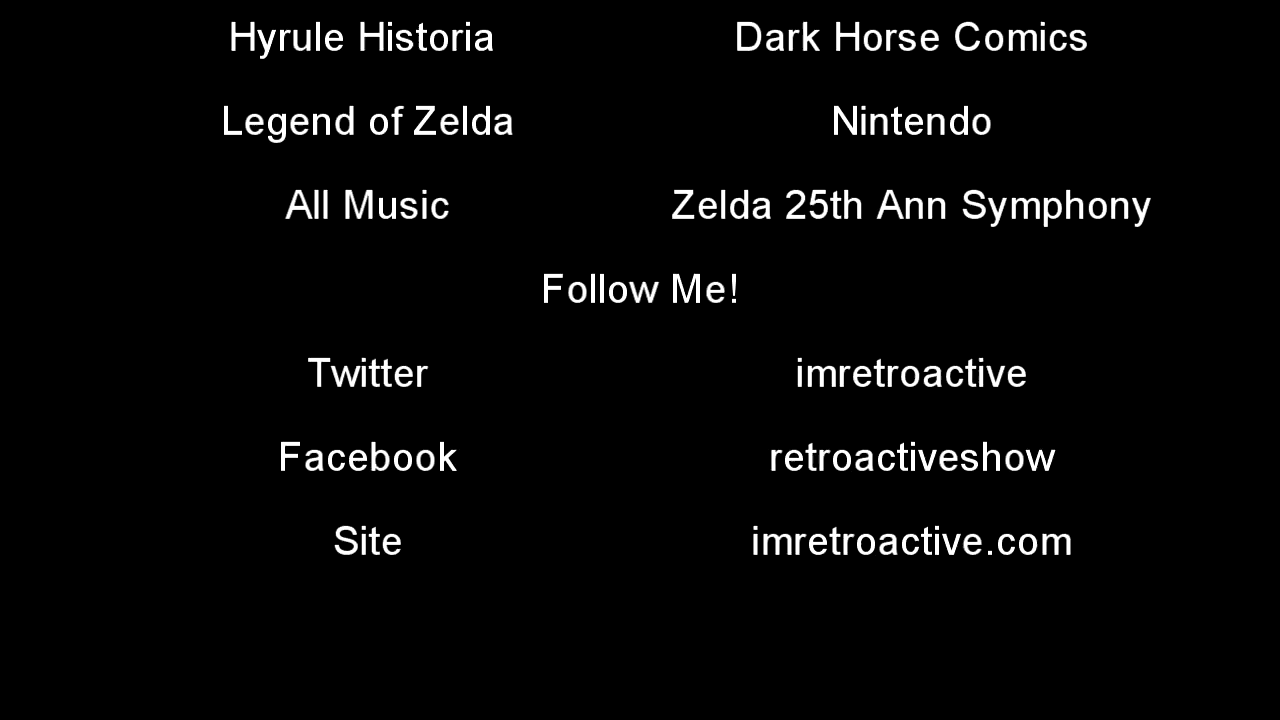 Hyrule Historia Dark Horse Comics
Legend of Zelda Nintendo
All Music Zelda 25th Ann Symphony
Follow Me!
Twitter imretroactive
Facebook retroactiveshow
Site imretroactive.com